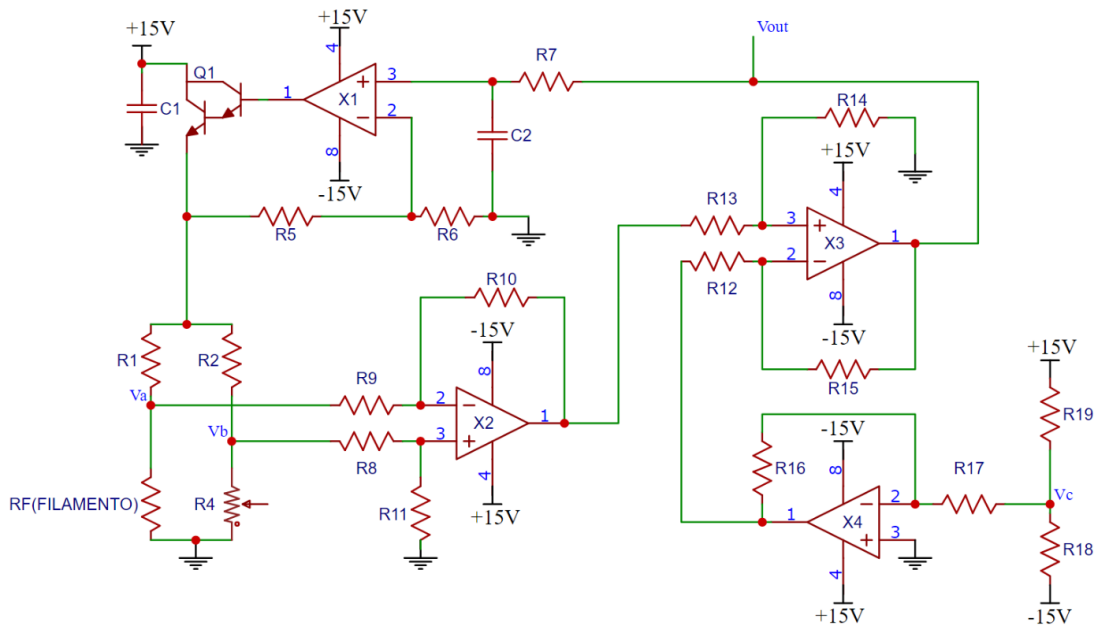 +15V
Q1
C1
+15V
4
3
+
1
X1
2
-
8
-15V
R7
C2
Vout
R14
+15V
4
R13
3
+
X3
1
R12
2
-
8
-15V
R15
R5
R6
R10
-15V
8
R1
R2
Va
R9
2
-
X2
1
Vb
R8
3
+
4
+15V
RF(FILAMENTO)
R4
R11
+15V
R19
-15V
8
R16
R17
2
-
Vc
1
X4
+
3
R18
4
+15V
-15V